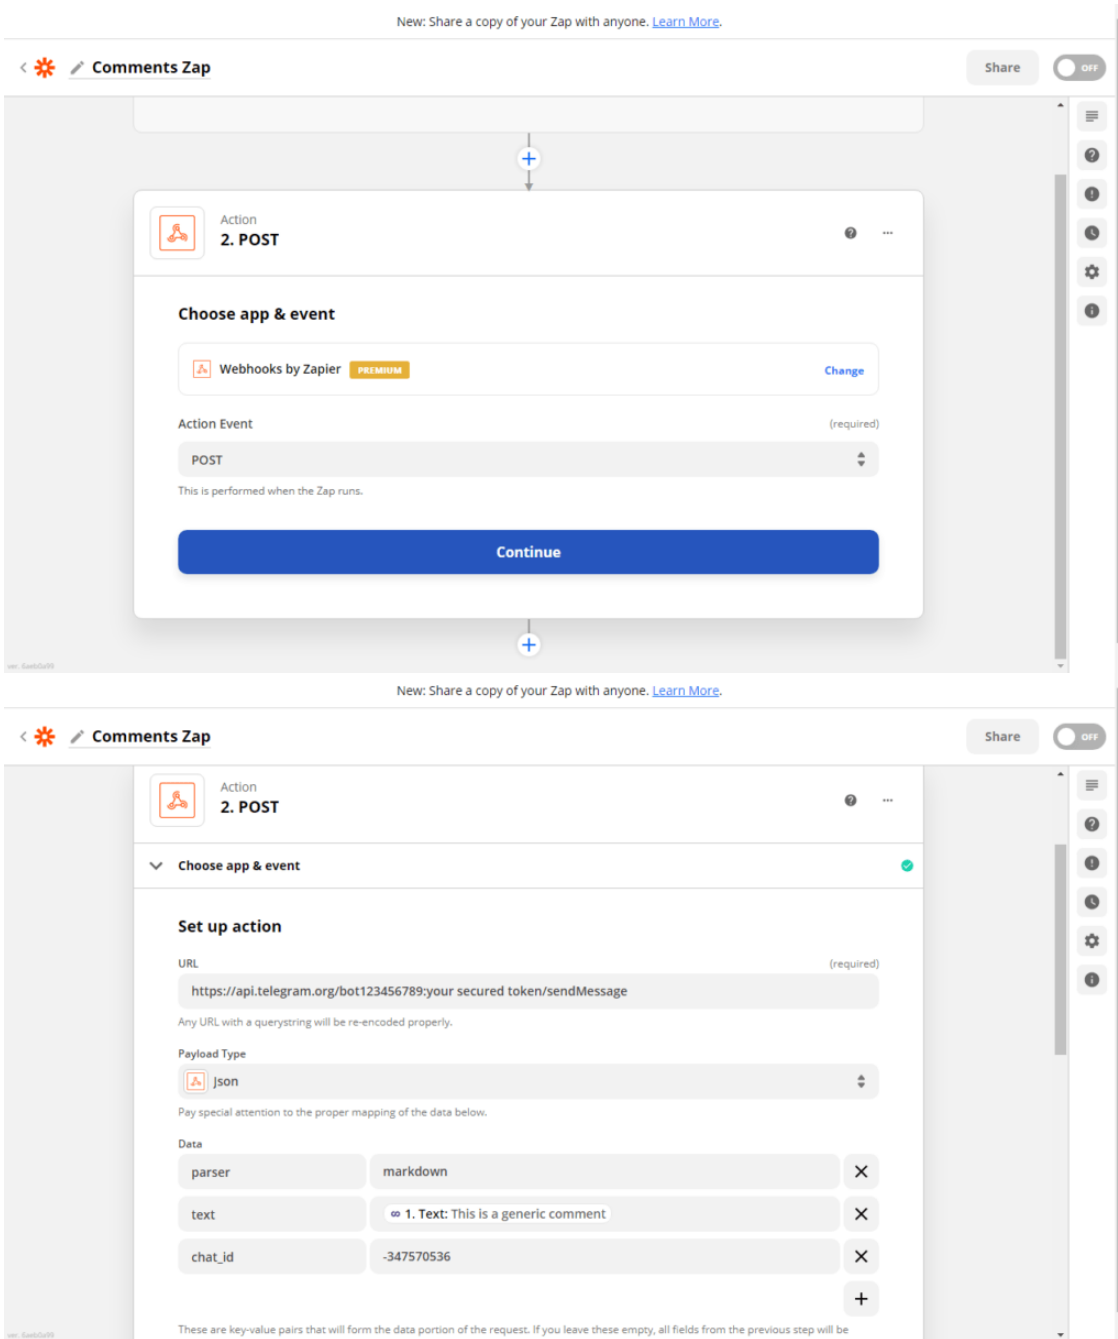 New: Share a copy of your Zap with anyone. Learn More.
Comments Zap
Share
OFF
Action
2. POST
Choose app & event
Webhooks by Zapier PREMIUM
Change
Action Event
(required)
POST
This is performed when the Zap runs.
Continue
New: Share a copy of your Zap with anyone. Learn More.
Comments Zap
Share
OFF
Action
2. POST
Choose app & event
Set up action
URL
(required)
https://api.telegram.org/bot123456789:your secured token/sendMessage
Any URL with a querystring will be re-encoded properly.
Payload Type
Json
Pay special attention to the proper mapping of the data below.
Data
parser
markdown
text
1. Text: This is a generic comment
chat_id
-347570536
These are key-value pairs that will form the data portion of the request. If you leave these empty, all fields from the previous step will be